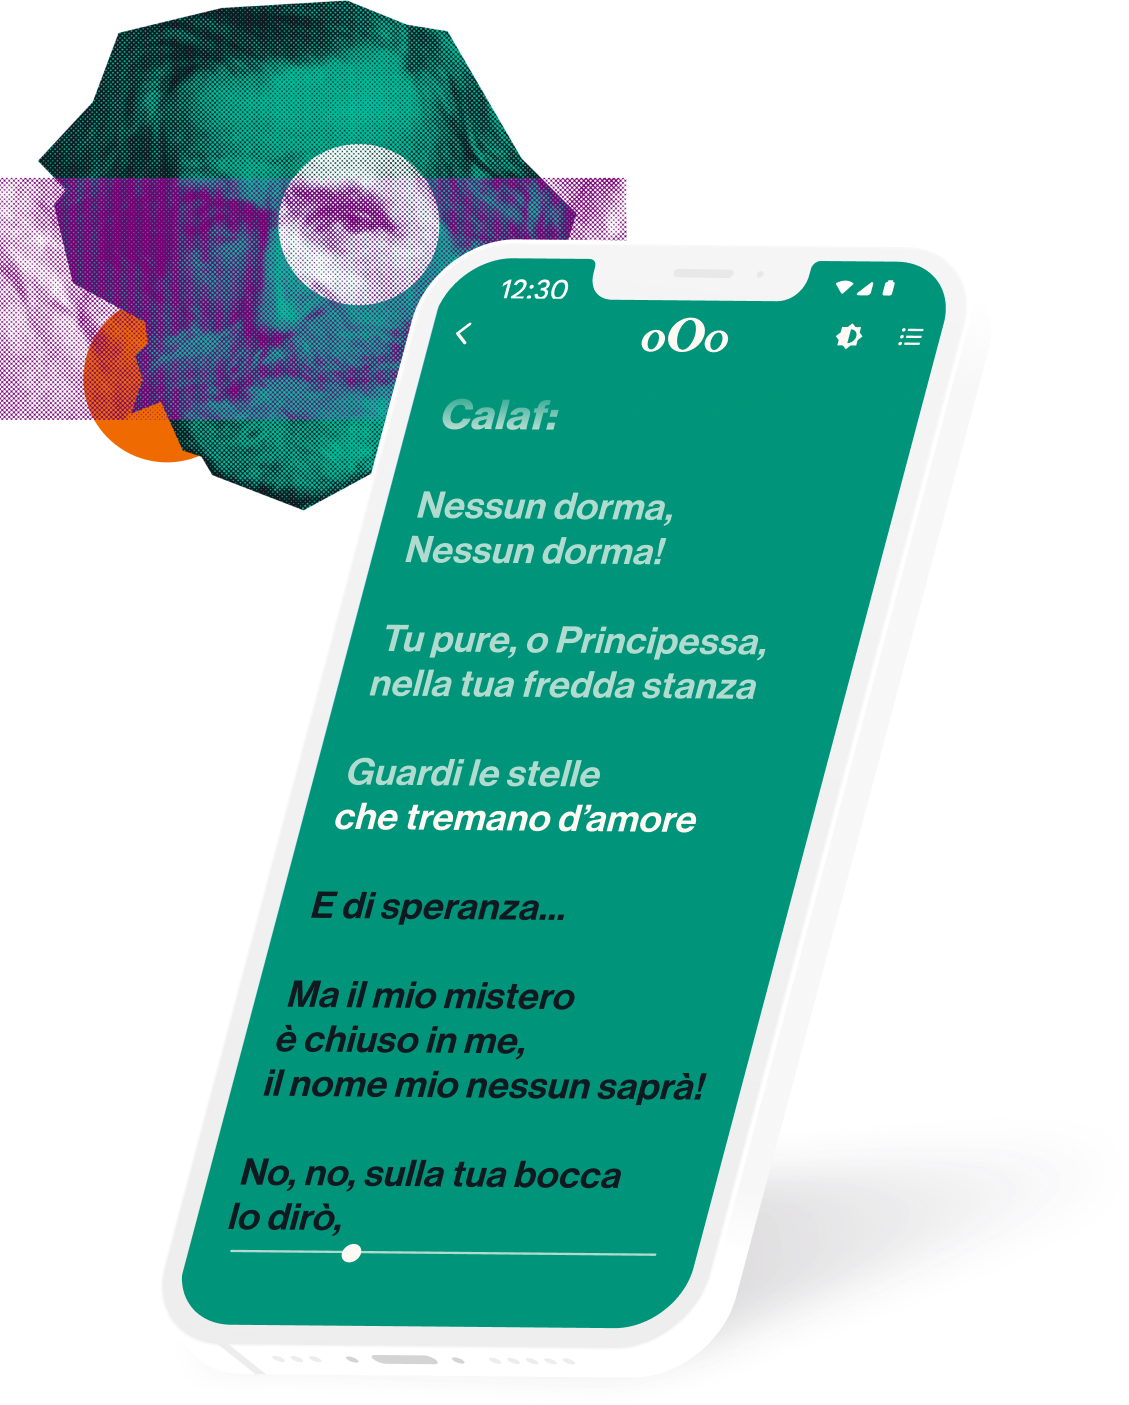 12:30
oOo
Calaf:
Nessun dorma,
Nessun dorma!
Tu pure, o Principessa,
nella tua fredda stanza
Guardi le stelle
che tremano d’amore
E di speranza...
Ma il mio mistero
è chiuso in me,
il nome mio nessun saprà!
No, no, sulla tua bocca
lo dirò,